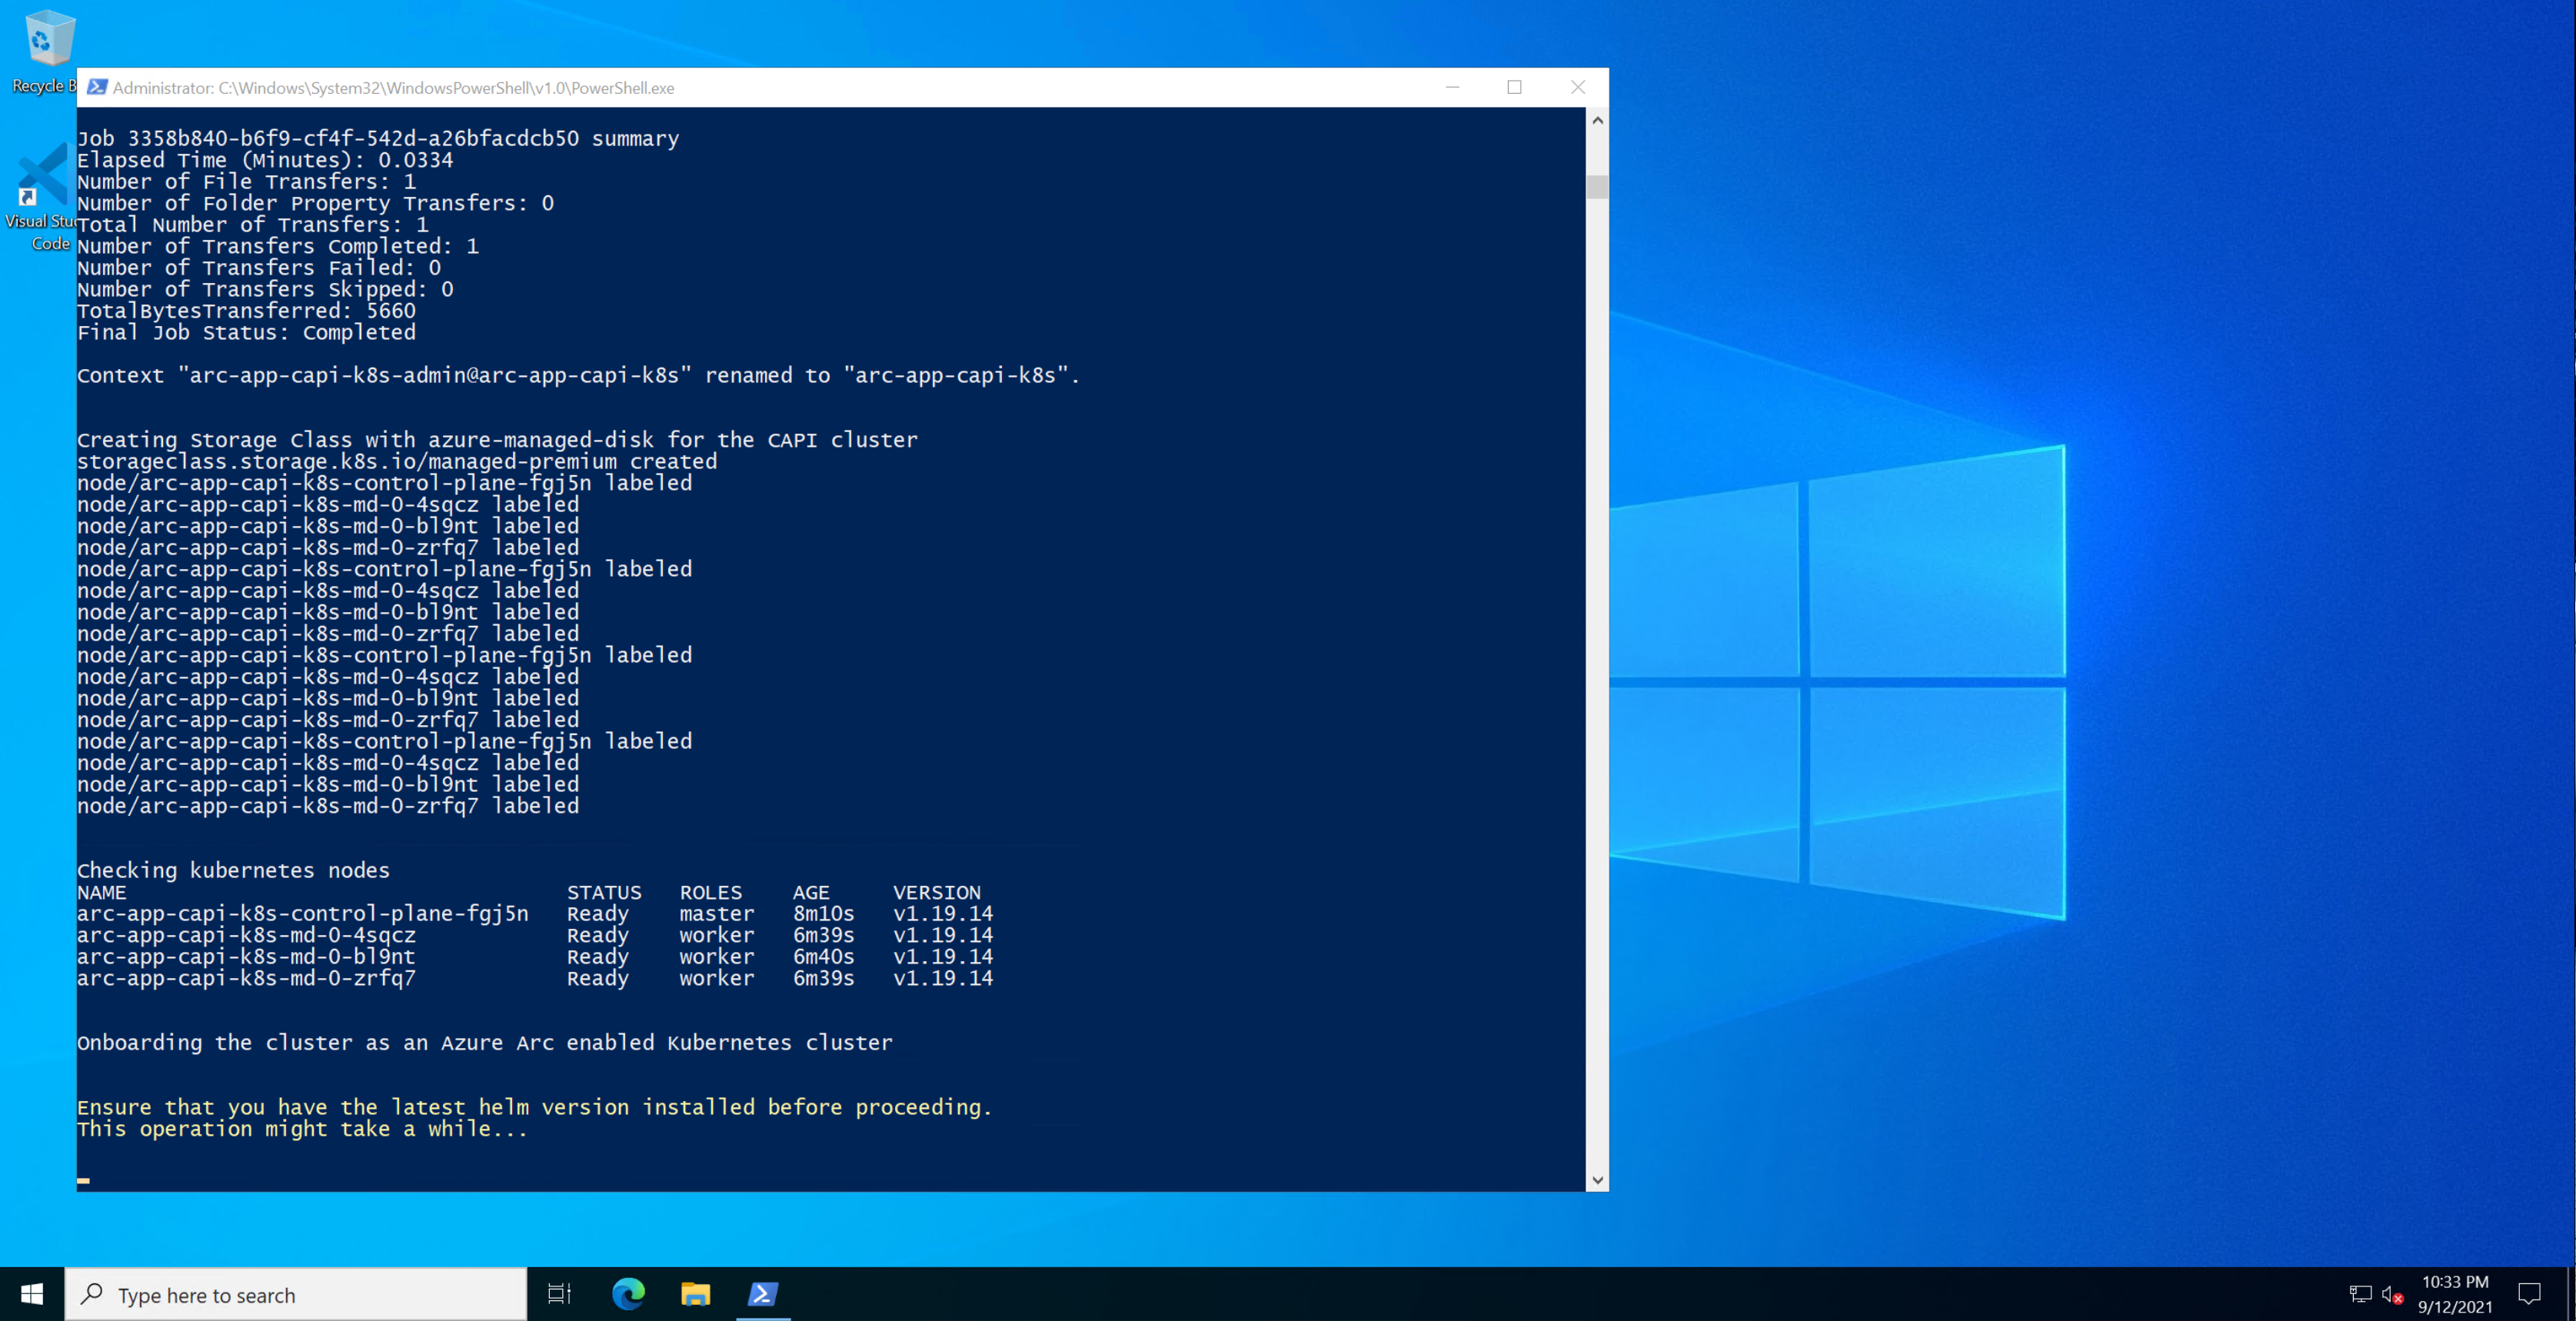 Recycle B
Visual Stu
Code
Administrator: C:\Windows\System32\WindowsPowerShell\v1.0\PowerShell.exe
Job 3358b840-b6f9-cf4f-542d-a26bfacdcb50 summary
Elapsed Time (Minutes): 0.0334
Number of File Transfers: 1
Number of Folder Property Transfers: 0
Total Number of Transfers: 1
Number of Transfers Completed: 1
Number of Transfers Failed: 0
Number of Transfers Skipped: 0
TotalBytesTransferred: 5660
Final Job Status: Completed
Context "arc-app-capi-k8s-admin@arc-app-capi-k8s" renamed to "arc-app-capi-k8s".
Creating Storage Class with azure-managed-disk for the CAPI cluster
storageclass.storage.k8s.io/managed-premium created
node/arc-app-capi-k8s-control-plane-fgj5n labeled
node/arc-app-capi-k8s-md-0-4sqcz labeled
node/arc-app-capi-k8s-md-0-bl9nt labeled
node/arc-app-capi-k8s-md-0-zrfq7 labeled
node/arc-app-capi-k8s-control-plane-fgj5n labeled
node/arc-app-capi-k8s-md-0-4sqcz labeled
node/arc-app-capi-k8s-md-0-bl9nt labeled
node/arc-app-capi-k8s-md-0-zrfq7 labeled
node/arc-app-capi-k8s-control-plane-fgj5n labeled
node/arc-app-capi-k8s-md-0-4sqcz labeled
node/arc-app-capi-k8s-md-0-bl9nt labeled
node/arc-app-capi-k8s-md-0-zrfq7 labeled
node/arc-app-capi-k8s-control-plane-fgj5n labeled
node/arc-app-capi-k8s-md-0-4sqcz labeled
node/arc-app-capi-k8s-md-0-bl9nt labeled
node/arc-app-capi-k8s-md-0-zrfq7 labeled
Checking kubernetes nodes
NAME STATUS ROLES AGE VERSION
arc-app-capi-k8s-control-plane-fgj5n Ready master 8m10s v1.19.14
arc-app-capi-k8s-md-0-4sqcz Ready worker 6m39s v1.19.14
arc-app-capi-k8s-md-0-bl9nt Ready worker 6m40s v1.19.14
arc-app-capi-k8s-md-0-zrfq7 Ready worker 6m39s v1.19.14
Onboarding the cluster as an Azure Arc enabled Kubernetes cluster
Ensure that you have the latest helm version installed before proceeding.
This operation might take a while...
Type here to search
10:33 PM
9/12/2021